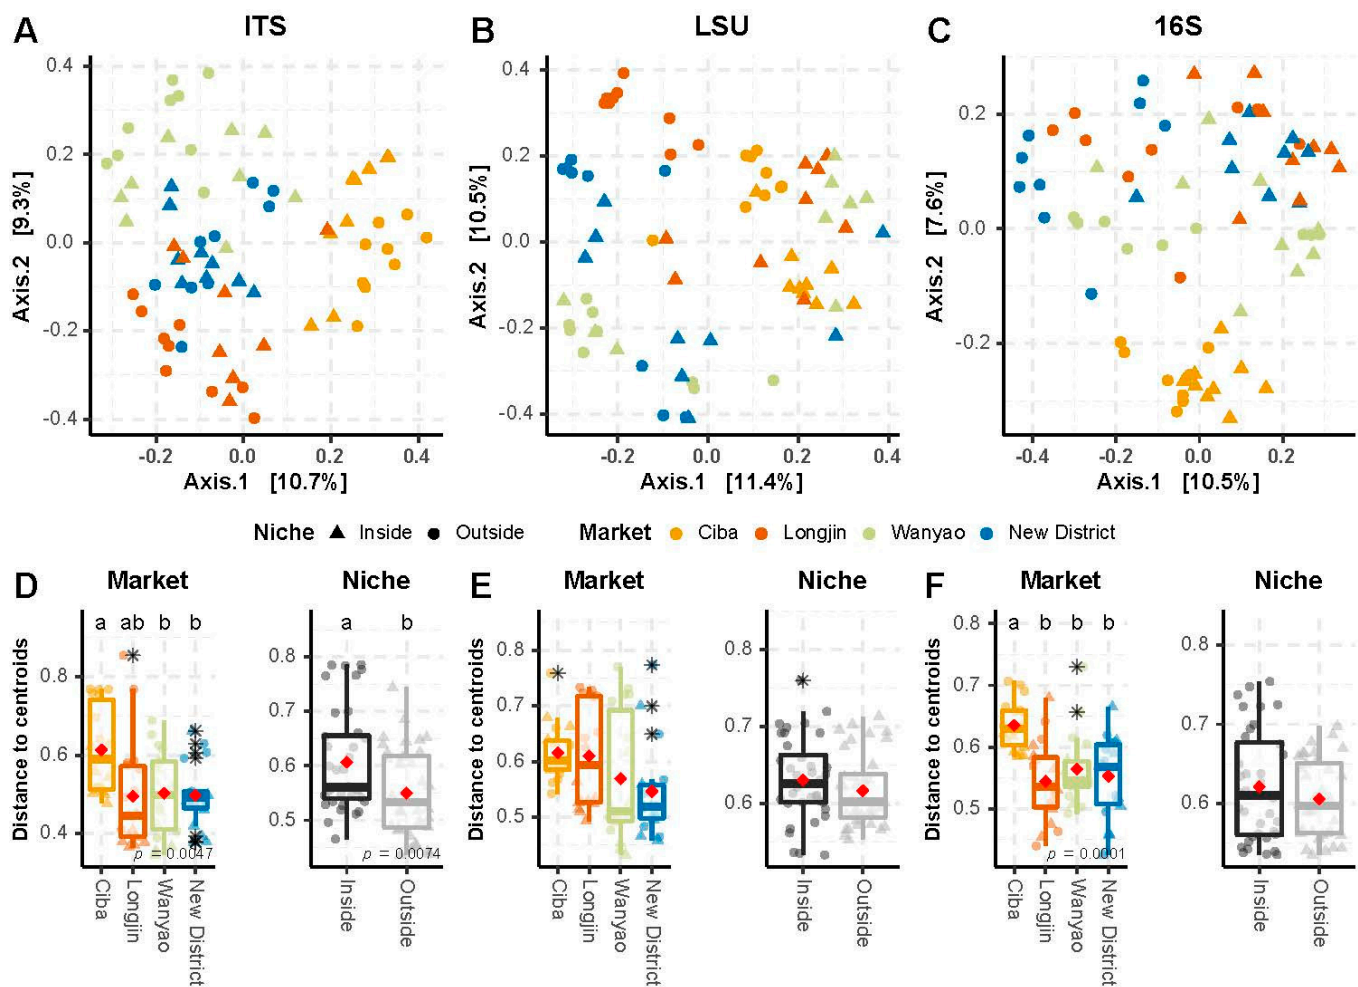 A ITS
0.4
0.2
0.0
-0.2
-0.4
Axis.2 [9.3%]
-0.2 0.0 0.2 0.4
Axis.1 [10.7%]
B LSU
0.4
0.2
0.0
-0.2
-0.4
Axis.2 [10.5%]
-0.2 0.0 0.2 0.4
Axis.1 [11.4%]
C 16S
0.2
0.0
-0.2
Axis.2 [7.6%]
-0.4 -0.2 0.0 0.2
Axis.1 [10.5%]
Niche Inside Outside Market Ciba Longjin Wanyao New District
D Market
a ab b b
0.8
0.6
0.4
Distance to centroids
p = 0.0047
Ciba
Longjin
Wanyao
New District
Niche
a b
0.8
0.7
0.6
0.5
p = 0.0074
Inside
Outside
E Market
0.8
0.7
0.6
0.5
Distance to centroids
Ciba
Longjin
Wanyao
New District
Niche
0.8
0.7
0.6
Inside
Outside
F Market
a b b b
0.8
0.7
0.6
0.5
Distance to centroids
p = 0.0001
Ciba
Longjin
Wanyao
New District
Niche
0.8
0.7
0.6
Inside
Outside